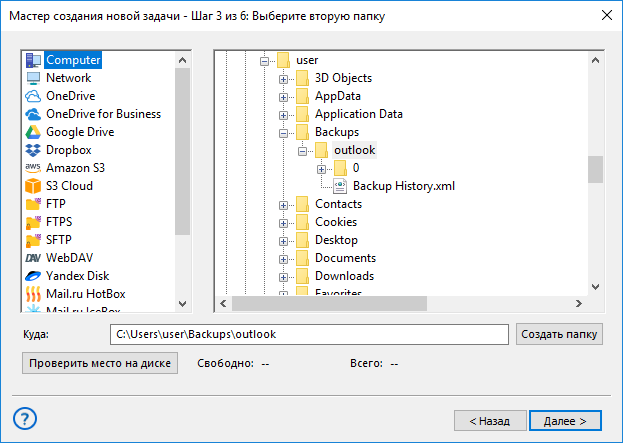 Мастер создания новой задачи - Шаг 3 из 6: Выберите вторую папку
Computer
Network
OneDrive
OneDrive for Business
Google Drive
Dropbox
aws Amazon S3
S3 Cloud
FTP
FTPS
SFTP
DAV WebDAV
Yandex Disk
Mail.ru HotBox
Mail.ru IceBox
user
3D Objects
AppData
Application Data
Backups
outlook
0
Backup History.xml
Contacts
Cookies
Desktop
Documents
Downloads
Favorites
Куда: C:\Users\user\Backups\outlook Создать папку
Проверить место на диске Свободно: -- Всего: --
? < Назад Далее >